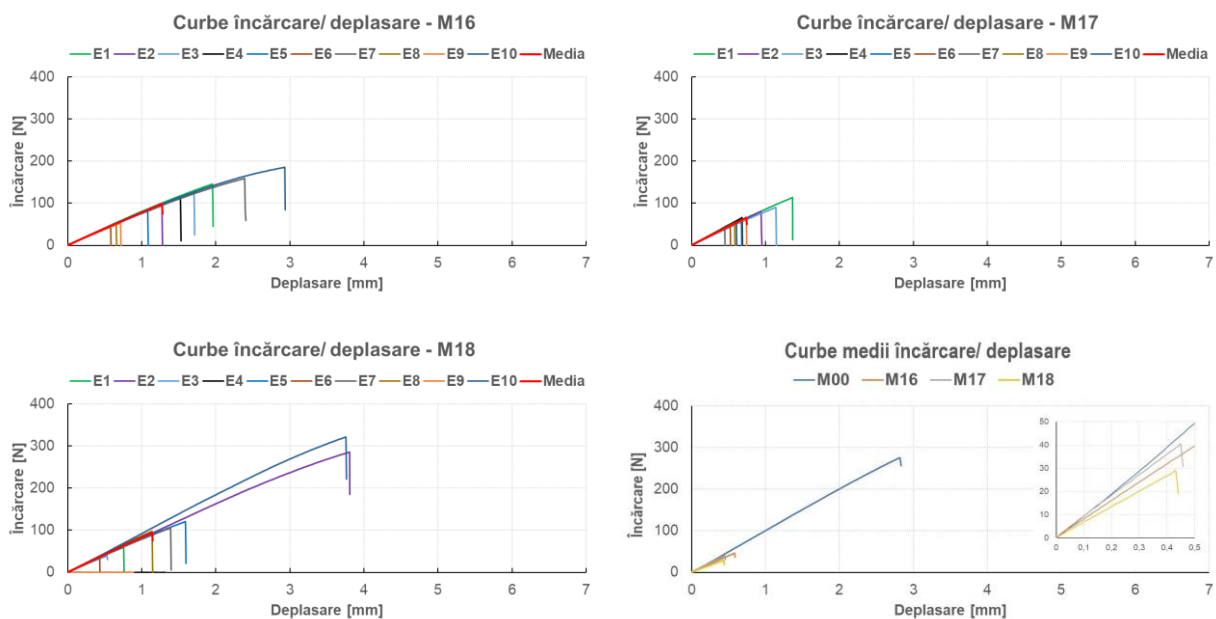 Curbe încărcare/ deplasare - M16
E1 E2 E3 E4 E5 E6 E7 E8 E9 E10 Media
Încărcare [N]
400
300
200
100
0
0 1 2 3 4 5 6 7
Deplasare [mm]
Curbe încărcare/ deplasare - M17
E1 E2 E3 E4 E5 E6 E7 E8 E9 E10 Media
Încărcare [N]
400
300
200
100
0
0 1 2 3 4 5 6 7
Deplasare [mm]
Curbe încărcare/ deplasare - M18
E1 E2 E3 E4 E5 E6 E7 E8 E9 E10 Media
Încărcare [N]
400
300
200
100
0
0 1 2 3 4 5 6 7
Deplasare [mm]
Curbe medii încărcare/ deplasare
M00 M16 M17 M18
Încărcare [N]
400
300
200
100
0
0 1 2 3 4 5 6 7
Deplasare [mm]
50
40
30
20
10
0
0 0,1 0,2 0,3 0,4 0,5